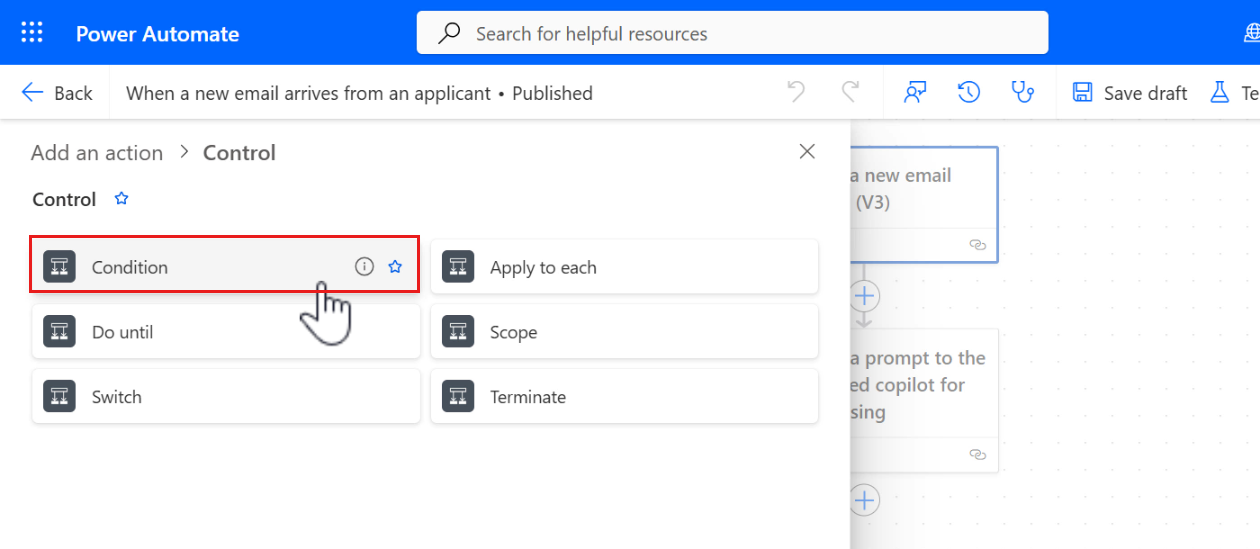 Power Automate
Search for helpful resources
Back
When a new email arrives from an applicant • Published
Save draft
Te
Add an action > Control
Control
Condition
Apply to each
Do until
Scope
Switch
Terminate
a new email
(V3)
a prompt to the
ed copilot for
sing